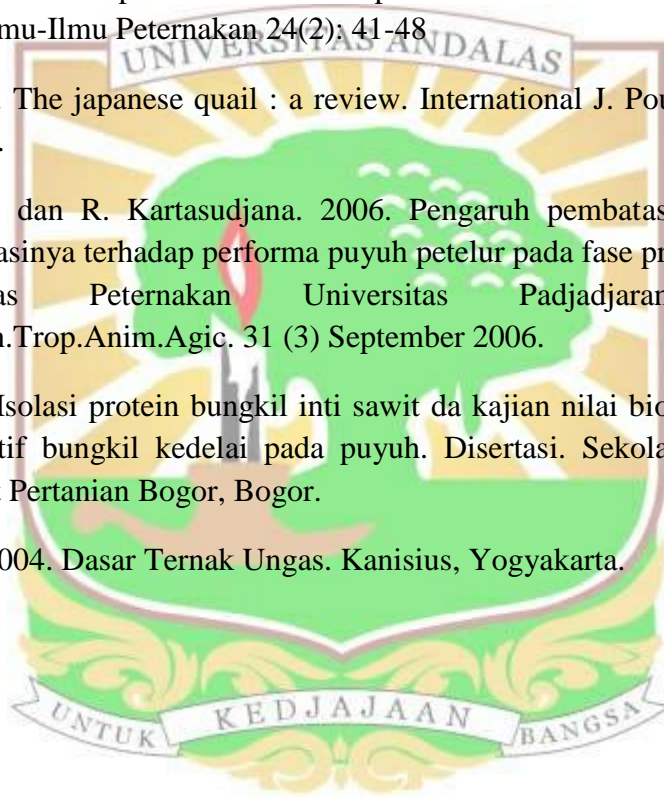 mu-Ilmu Peternakan 24(2): 41-48
UNIVERSITAS ANDALAS
. The japanese quail : a review. International J. Pou
.
dan R. Kartasudjana. 2006. Pengaruh pembatas
asinya terhadap performa puyuh petelur pada fase pr
as Peternakan Universitas Padjadjaran
.Trop.Anim.Agic. 31 (3) September 2006.
Isolasi protein bungkil inti sawit da kajian nilai bio
tif bungkil kedelai pada puyuh. Disertasi. Sekola
Pertanian Bogor, Bogor.
004. Dasar Ternak Ungas. Kanisius, Yogyakarta.
UNTUK KEDJAJAAN BANGSA